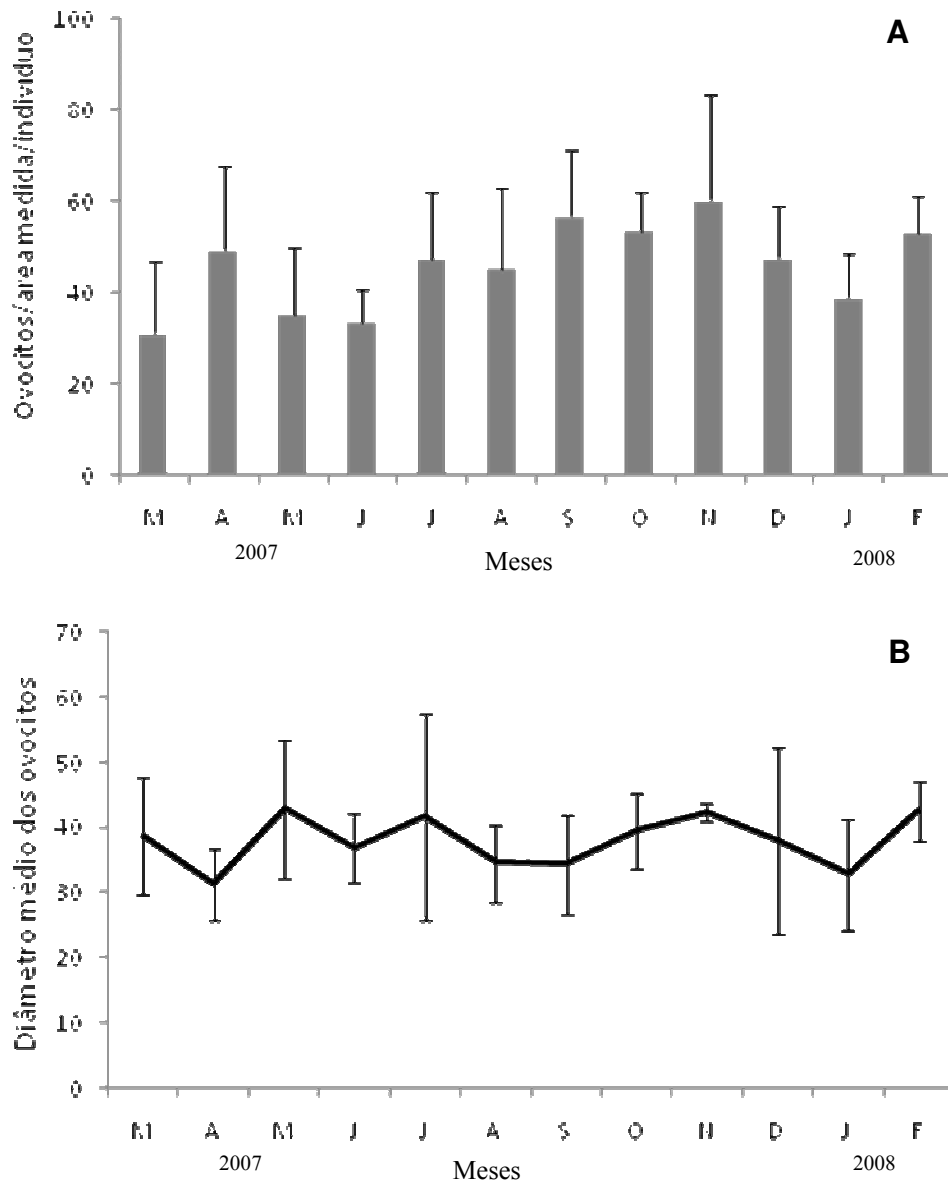 A
Ovocitos/area medida/individuo
100
80
60
40
20
0
M A M J J A S O N D J F
2007 Meses 2008
B
Diâmetro médio dos ovocitos
70
60
50
40
30
20
10
0
M A M J J A S O N D J F
2007 Meses 2008